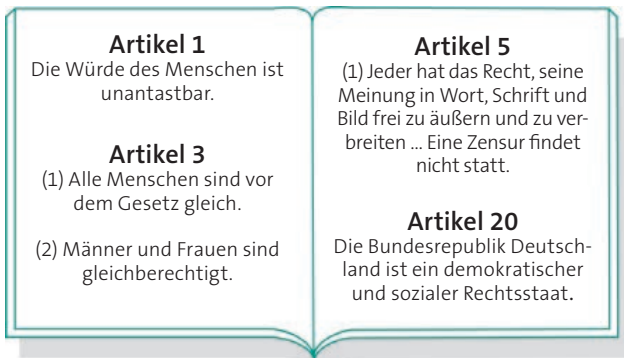 Artikel 1
Die Würde des Menschen ist
unantastbar.
Artikel 3
(1) Alle Menschen sind vor
dem Gesetz gleich.
(2) Männer und Frauen sind
gleichberechtigt.
Artikel 5
(1) Jeder hat das Recht, seine
Meinung in Wort, Schrift und
Bild frei zu äußern und zu ver-
breiten ... Eine Zensur findet
nicht statt.
Artikel 20
Die Bundesrepublik Deutsch-
land ist ein demokratischer
und sozialer Rechtsstaat.